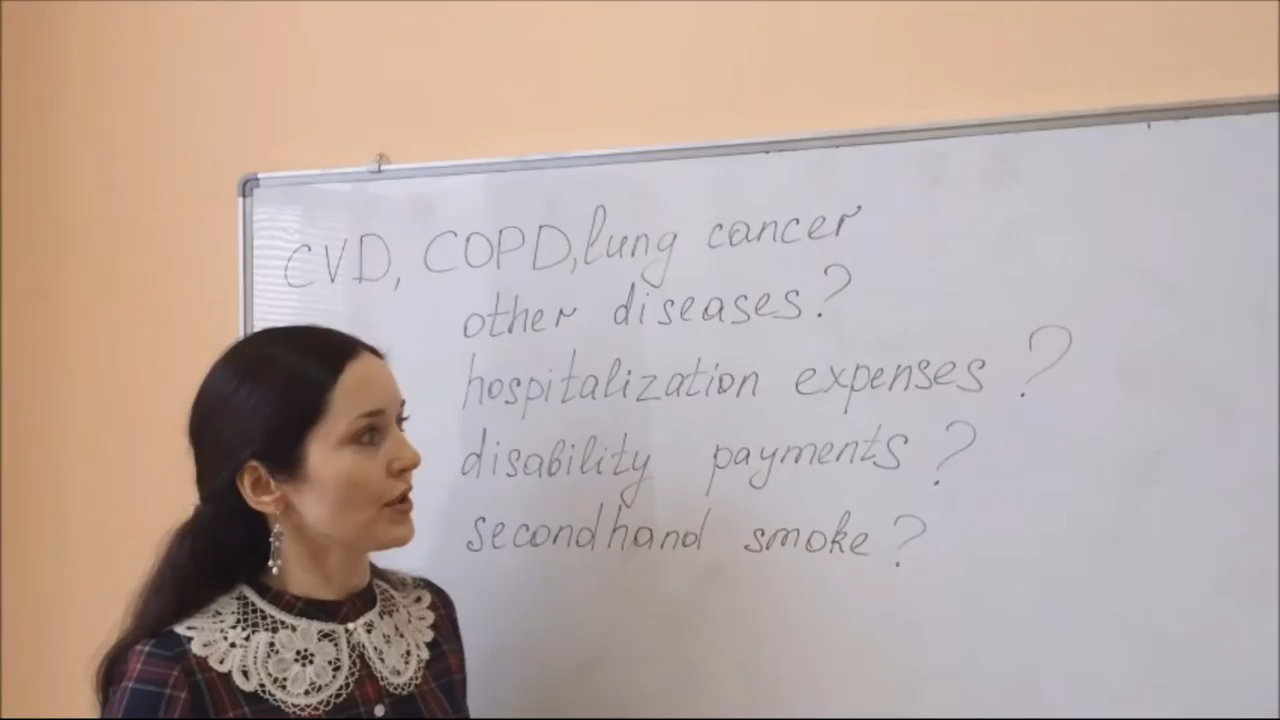 CVD, COPD, lung cancer
other diseases?
hospitalization expenses?
disability payments?
secondhand smoke?